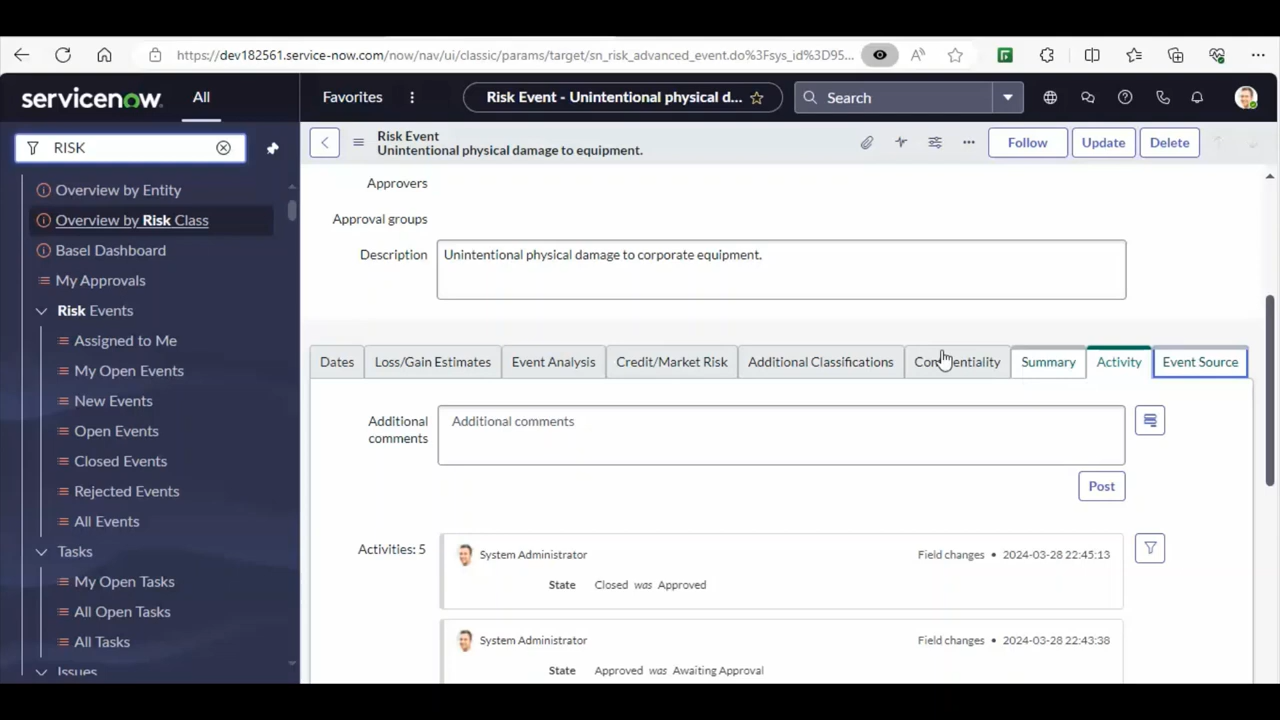 https://dev182561.service-now.com/now/nav/ui/classic/params/target/sn_risk_advanced_event.do%3Fsys_id%3D95...
servicenow.
All
Favorites
Risk Event - Unintentional physical d...
Search
RISK
Risk Event
Unintentional physical damage to equipment.
Follow
Update
Delete
Overview by Entity
Overview by Risk Class
Basel Dashboard
My Approvals
Risk Events
Assigned to Me
My Open Events
New Events
Open Events
Closed Events
Rejected Events
All Events
Tasks
My Open Tasks
All Open Tasks
All Tasks
Issues
Approvers
Approval groups
Description
Unintentional physical damage to corporate equipment.
Dates
Loss/Gain Estimates
Event Analysis
Credit/Market Risk
Additional Classifications
Summary
Activity
Event Source
Additional comments
Additional comments
Post
Activities: 5
System Administrator
Field changes • 2024-03-28 22:45:13
State Closed was Approved
System Administrator
Field changes • 2024-03-28 22:43:38
State Approved was Awaiting Approval